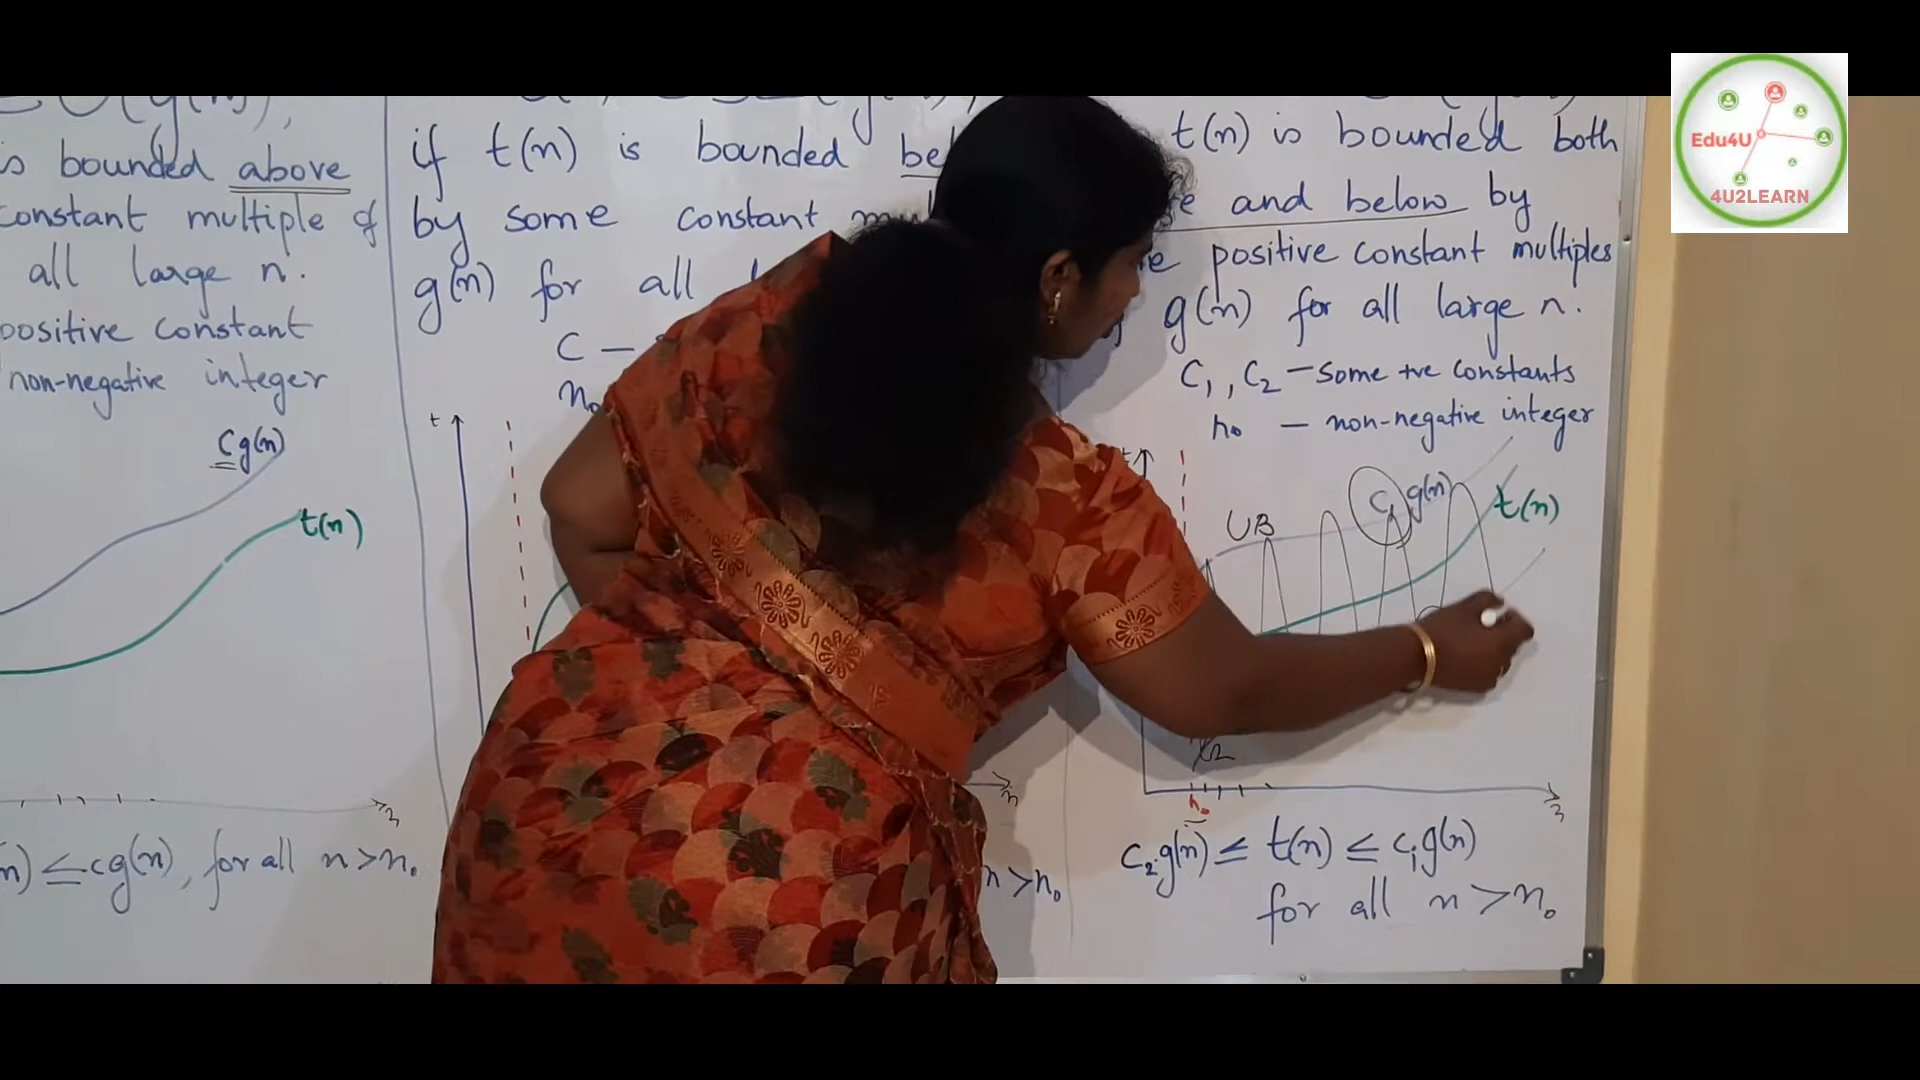 is bounded above
constant multiple of
all large n.
positive constant
non-negative integer
cg(n)
t(n)
≤ cg(n), for all n > n₀
if t(n) is bounded
by some constant
g(n) for all
C —
n₀
t
n
n > n₀
t(n) is bounded both
and below by
positive constant multiples
g(n) for all large n.
C₁, C₂ — some +ve constants
n₀ — non-negative integer
UB
C₁ g(n)
t(n)
n₀
n
C₂.g(n) ≤ t(n) ≤ C₁g(n)
for all n > n₀
Edu4U
4U2LEARN